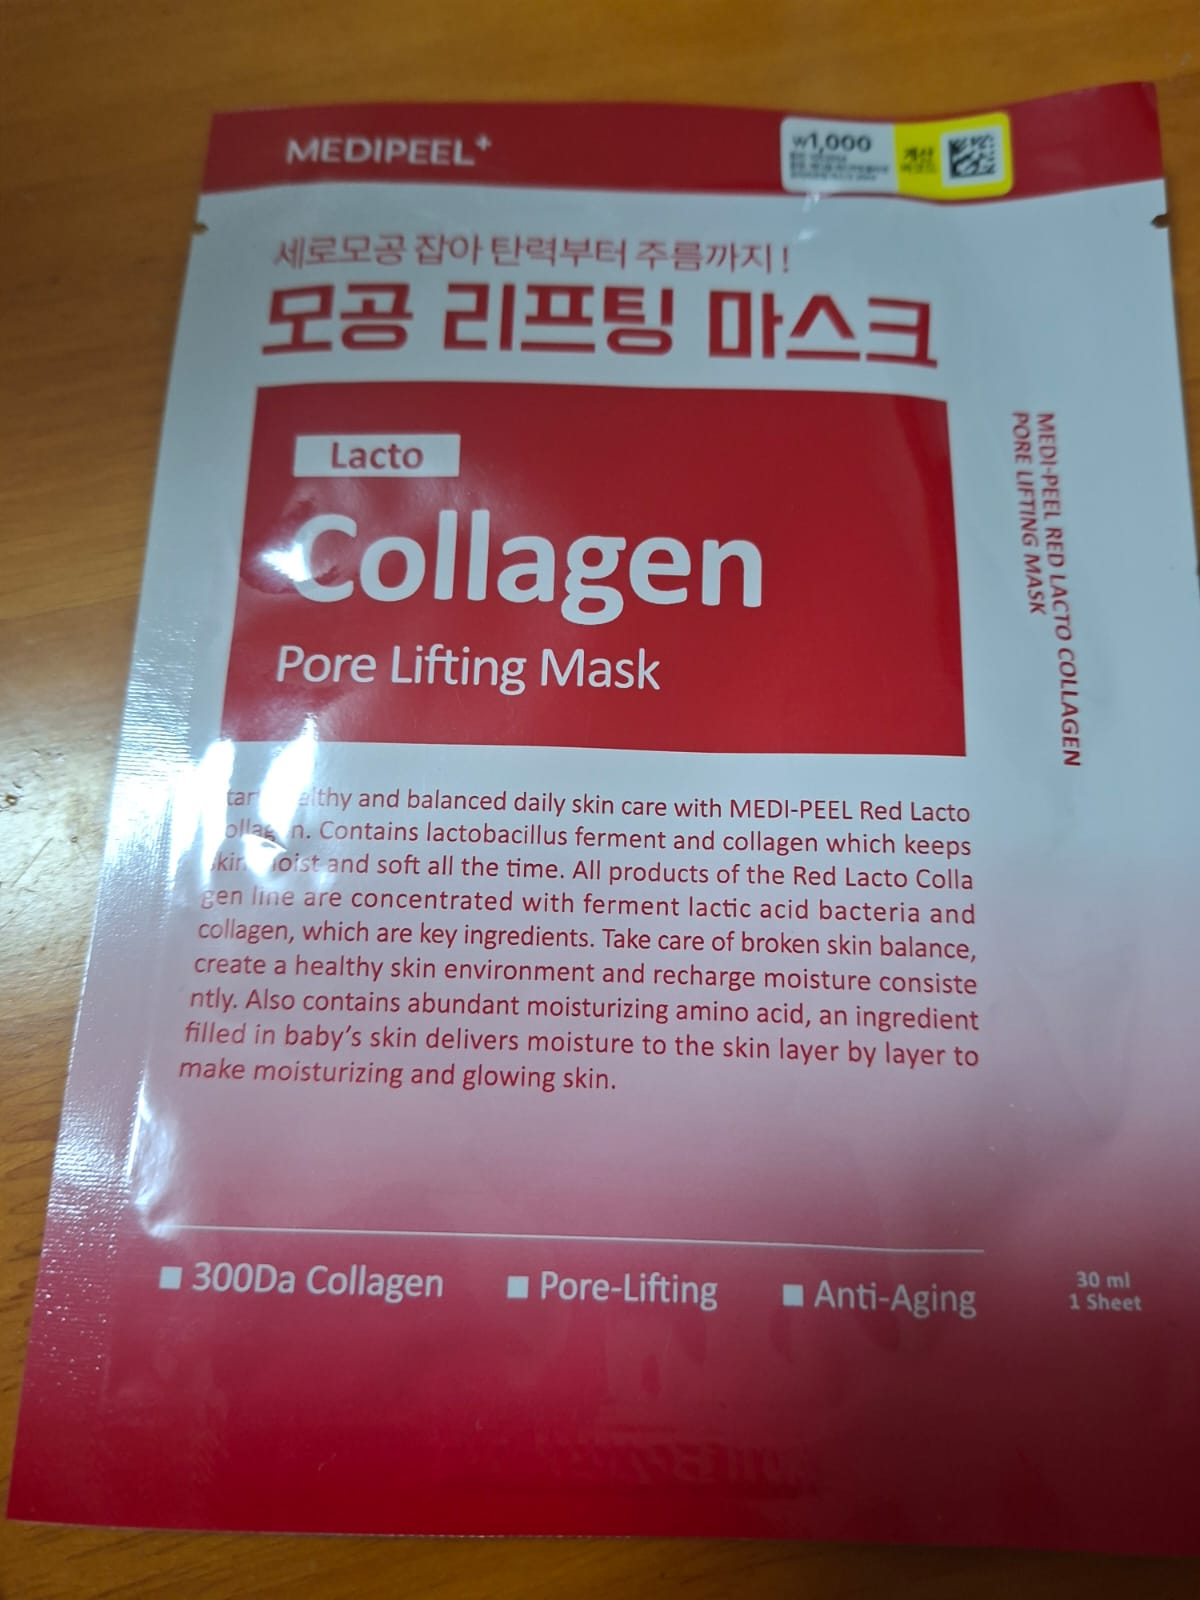 MEDIPEEL+
₩1,000
계산
바코드
세로모공 잡아 탄력부터 주름까지!
모공 리프팅 마스크
Lacto
Collagen
Pore Lifting Mask
MEDI-PEEL RED LACTO COLLAGEN
PORE LIFTING MASK
and balanced daily skin care with MEDI-PEEL Red Lacto
Contains lactobacillus ferment and collagen which keeps
and soft all the time. All products of the Red Lacto Colla
gen line are concentrated with ferment lactic acid bacteria and
collagen, which are key ingredients. Take care of broken skin balance,
create a healthy skin environment and recharge moisture consiste
ntly. Also contains abundant moisturizing amino acid, an ingredient
filled in baby's skin delivers moisture to the skin layer by layer to
make moisturizing and glowing skin.
■ 300Da Collagen
■ Pore-Lifting
■ Anti-Aging
30 ml
1 Sheet